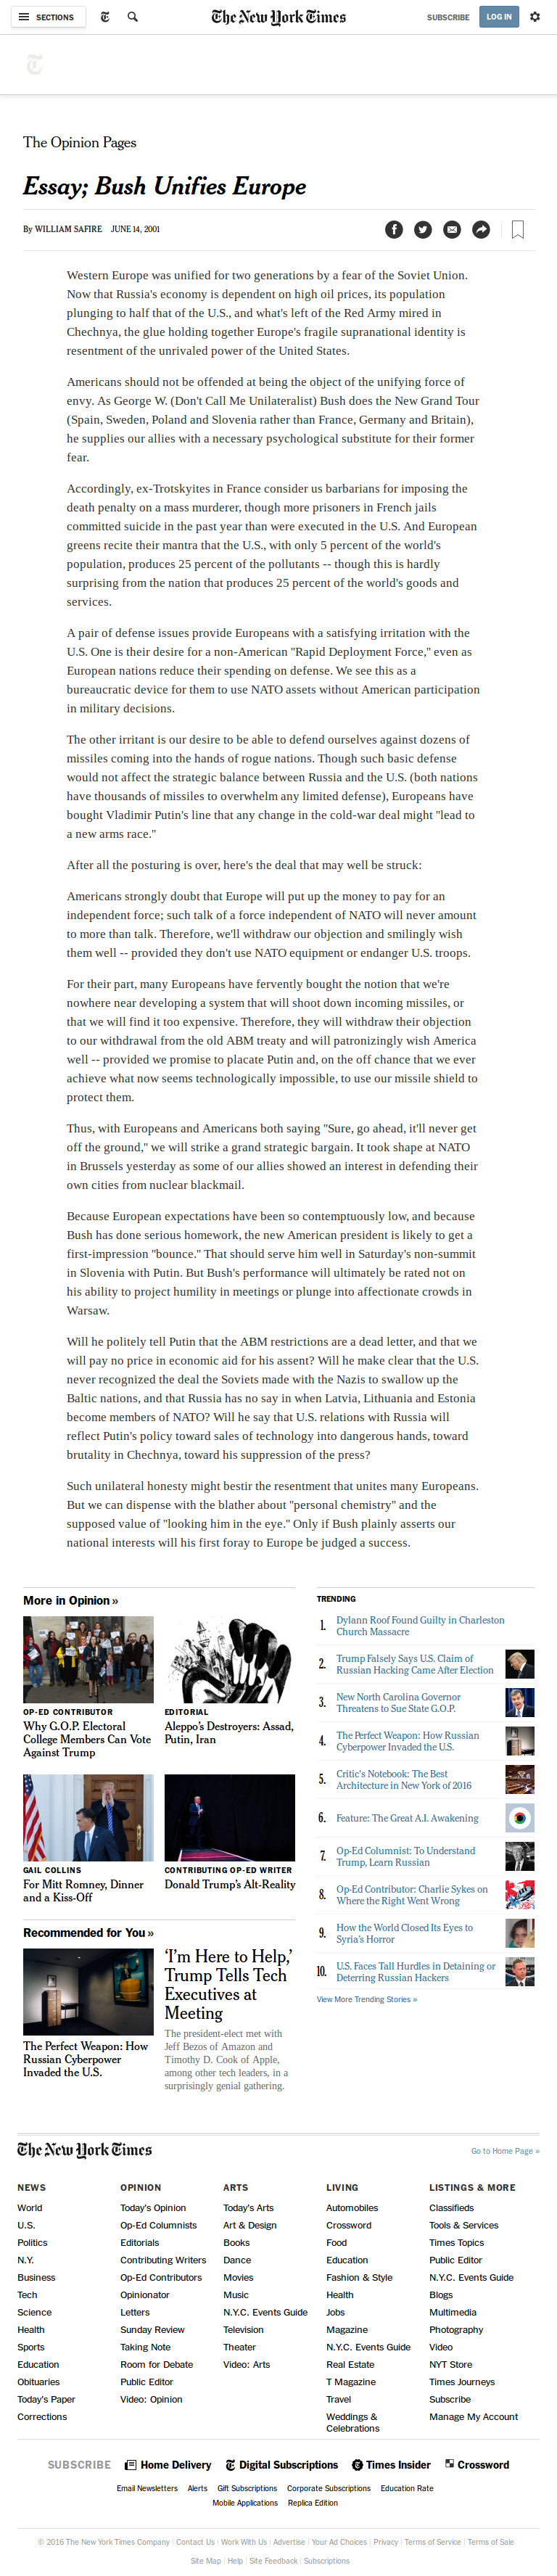 SECTIONS
The New York Times
SUBSCRIBE
LOG IN
The Opinion Pages
Essay; Bush Unifies Europe
By WILLIAM SAFIRE JUNE 14, 2001
Western Europe was unified for two generations by a fear of the Soviet Union.
Now that Russia's economy is dependent on high oil prices, its population
plunging to half that of the U.S., and what's left of the Red Army mired in
Chechnya, the glue holding together Europe's fragile supranational identity is
resentment of the unrivaled power of the United States.
Americans should not be offended at being the object of the unifying force of
envy. As George W. (Don't Call Me Unilateralist) Bush does the New Grand Tour
(Spain, Sweden, Poland and Slovenia rather than France, Germany and Britain),
he supplies our allies with a necessary psychological substitute for their former
fear.
Accordingly, ex-Trotskyites in France consider us barbarians for imposing the
death penalty on a mass murderer, though more prisoners in French jails
committed suicide in the past year than were executed in the U.S. And European
greens recite their mantra that the U.S., with only 5 percent of the world's
population, produces 25 percent of the pollutants -- though this is hardly
surprising from the nation that produces 25 percent of the world's goods and
services.
A pair of defense issues provide Europeans with a satisfying irritation with the
U.S. One is their desire for a non-American "Rapid Deployment Force," even as
European nations reduce their spending on defense. We see this as a
bureaucratic device for them to use NATO assets without American participation
in military decisions.
The other irritant is our desire to be able to defend ourselves against dozens of
missiles coming into the hands of rogue nations. Though such basic defense
would not affect the strategic balance between Russia and the U.S. (both nations
have thousands of missiles to overwhelm any limited defense), Europeans have
bought Vladimir Putin's line that any change in the cold-war deal might "lead to
a new arms race."
After all the posturing is over, here's the deal that may well be struck:
Americans strongly doubt that Europe will put up the money to pay for an
independent force; such talk of a force independent of NATO will never amount
to more than talk. Therefore, we'll withdraw our objection and smilingly wish
them well -- provided they don't use NATO equipment or endanger U.S. troops.
For their part, many Europeans have fervently bought the notion that we're
nowhere near developing a system that will shoot down incoming missiles, or
that we will find it too expensive. Therefore, they will withdraw their objection
to our withdrawal from the old ABM treaty and will patronizingly wish America
well -- provided we promise to placate Putin and, on the off chance that we ever
achieve what now seems technologically impossible, to use our missile shield to
protect them.
Thus, with Europeans and Americans both saying "Sure, go ahead, it'll never get
off the ground," we will strike a grand strategic bargain. It took shape at NATO
in Brussels yesterday as some of our allies showed an interest in defending their
own cities from nuclear blackmail.
Because European expectations have been so contemptuously low, and because
Bush has done serious homework, the new American president is likely to get a
first-impression "bounce." That should serve him well in Saturday's non-summit
in Slovenia with Putin. But Bush's performance will ultimately be rated not on
his ability to project humility in meetings or plunge into affectionate crowds in
Warsaw.
Will he politely tell Putin that the ABM restrictions are a dead letter, and that we
will pay no price in economic aid for his assent? Will he make clear that the U.S.
never recognized the deal the Soviets made with the Nazis to swallow up the
Baltic nations, and that Russia has no say in when Latvia, Lithuania and Estonia
become members of NATO? Will he say that U.S. relations with Russia will
reflect Putin's policy toward sales of technology into dangerous hands, toward
brutality in Chechnya, toward his suppression of the press?
Such unilateral honesty might bestir the resentment that unites many Europeans.
But we can dispense with the blather about "personal chemistry" and the
supposed value of "looking him in the eye." Only if Bush plainly asserts our
national interests will his first foray to Europe be judged a success.
More in Opinion »
OP-ED CONTRIBUTOR
Why G.O.P. Electoral
College Members Can Vote
Against Trump
EDITORIAL
Aleppo's Destroyers: Assad,
Putin, Iran
GAIL COLLINS
For Mitt Romney, Dinner
and a Kiss-Off
CONTRIBUTING OP-ED WRITER
Donald Trump's Alt-Reality
Recommended for You »
The Perfect Weapon: How
Russian Cyberpower
Invaded the U.S.
'I'm Here to Help,'
Trump Tells Tech
Executives at
Meeting
The president-elect met with
Jeff Bezos of Amazon and
Timothy D. Cook of Apple,
among other tech leaders, in a
surprisingly genial gathering.
TRENDING
1. Dylann Roof Found Guilty in Charleston
Church Massacre
2. Trump Falsely Says U.S. Claim of
Russian Hacking Came After Election
3. New North Carolina Governor
Threatens to Sue State G.O.P.
4. The Perfect Weapon: How Russian
Cyberpower Invaded the U.S.
5. Critic's Notebook: The Best
Architecture in New York of 2016
6. Feature: The Great A.I. Awakening
7. Op-Ed Columnist: To Understand
Trump, Learn Russian
8. Op-Ed Contributor: Charlie Sykes on
Where the Right Went Wrong
9. How the World Closed Its Eyes to
Syria's Horror
10. U.S. Faces Tall Hurdles in Detaining or
Deterring Russian Hackers
View More Trending Stories »
The New York Times
Go to Home Page »
NEWS
World
U.S.
Politics
N.Y.
Business
Tech
Science
Health
Sports
Education
Obituaries
Today's Paper
Corrections
OPINION
Today's Opinion
Op-Ed Columnists
Editorials
Contributing Writers
Op-Ed Contributors
Opinionator
Letters
Sunday Review
Taking Note
Room for Debate
Public Editor
Video: Opinion
ARTS
Today's Arts
Art & Design
Books
Dance
Movies
Music
N.Y.C. Events Guide
Television
Theater
Video: Arts
LIVING
Automobiles
Crossword
Food
Education
Fashion & Style
Health
Jobs
Magazine
N.Y.C. Events Guide
Real Estate
T Magazine
Travel
Weddings &
Celebrations
LISTINGS & MORE
Classifieds
Tools & Services
Times Topics
Public Editor
N.Y.C. Events Guide
Blogs
Multimedia
Photography
Video
NYT Store
Times Journeys
Subscribe
Manage My Account
SUBSCRIBE Home Delivery Digital Subscriptions Times Insider Crossword
Email Newsletters Alerts Gift Subscriptions Corporate Subscriptions Education Rate
Mobile Applications Replica Edition
© 2016 The New York Times Company | Contact Us | Work With Us | Advertise | Your Ad Choices | Privacy | Terms of Service | Terms of Sale
Site Map | Help | Site Feedback | Subscriptions